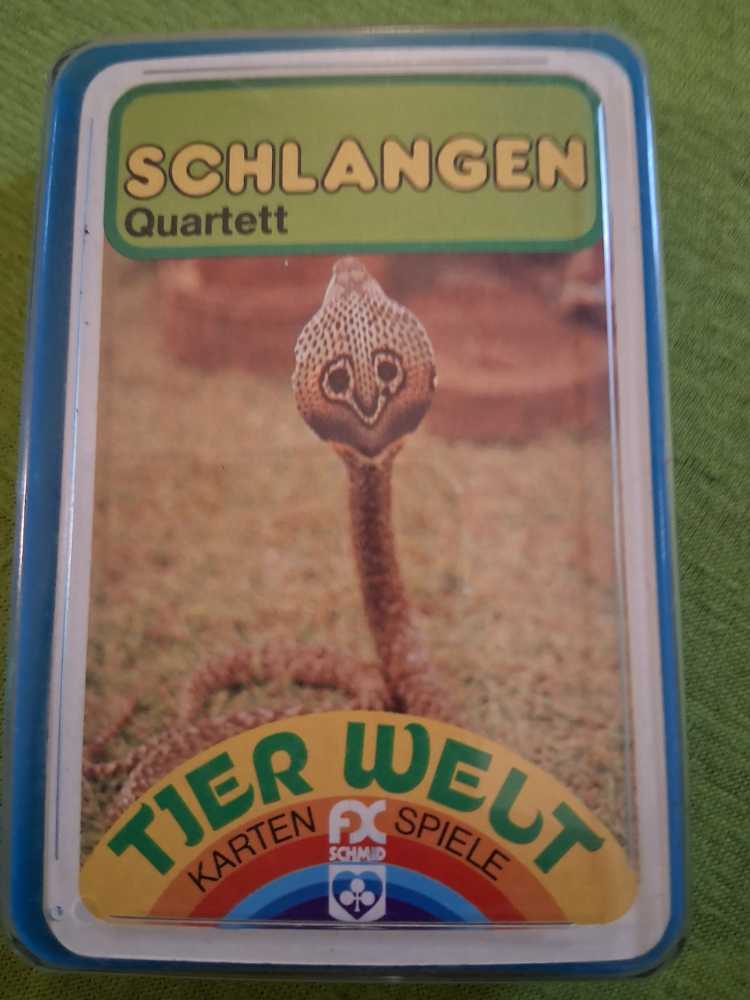 SCHLANGEN
Quartett
TIER WELT
KARTEN FX SPIELE
SCHMID